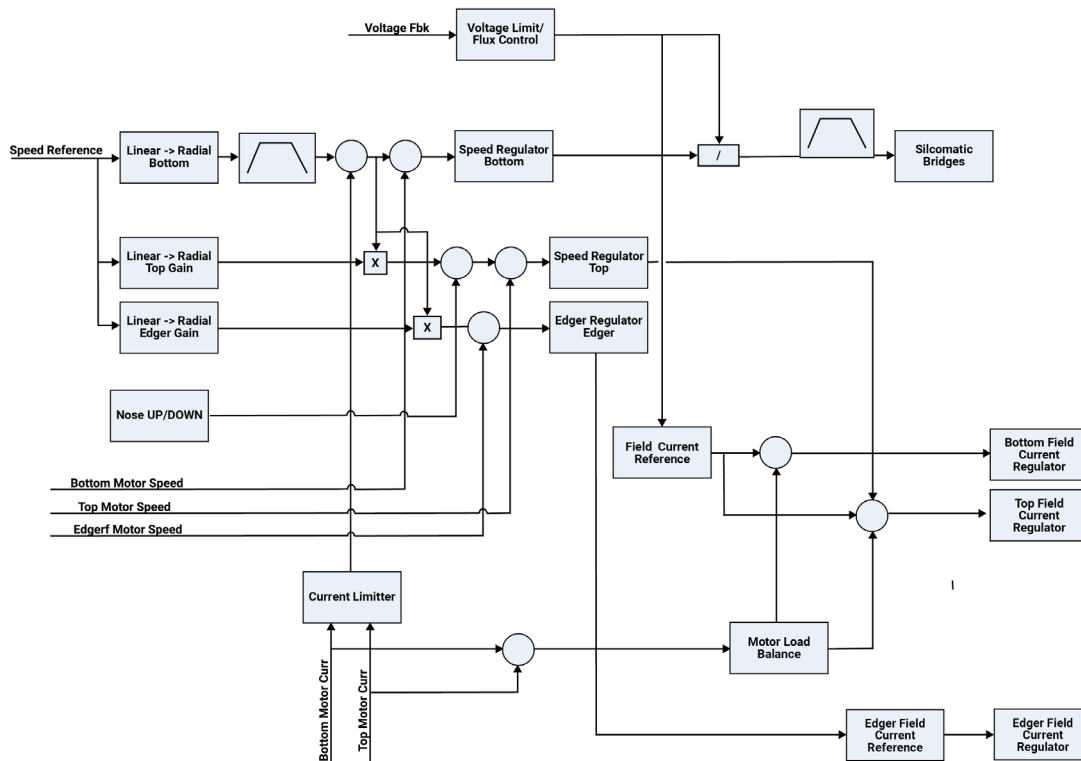 Voltage Fbk
Voltage Limit/
Flux Control
Speed Reference
Linear -> Radial
Bottom
Speed Regulator
Bottom
/
Silcomatic
Bridges
Linear -> Radial
Top Gain
X
Speed Regulator
Top
Linear -> Radial
Edger Gain
X
Edger Regulator
Edger
Nose UP/DOWN
Field Current
Reference
Bottom Field
Current
Regulator
Bottom Motor Speed
Top Motor Speed
Edgerf Motor Speed
Top Field
Current
Regulator
Current Limitter
Motor Load
Balance
Bottom Motor Curr
Top Motor Curr
Edger Field
Current
Reference
Edger Field
Current
Regulator